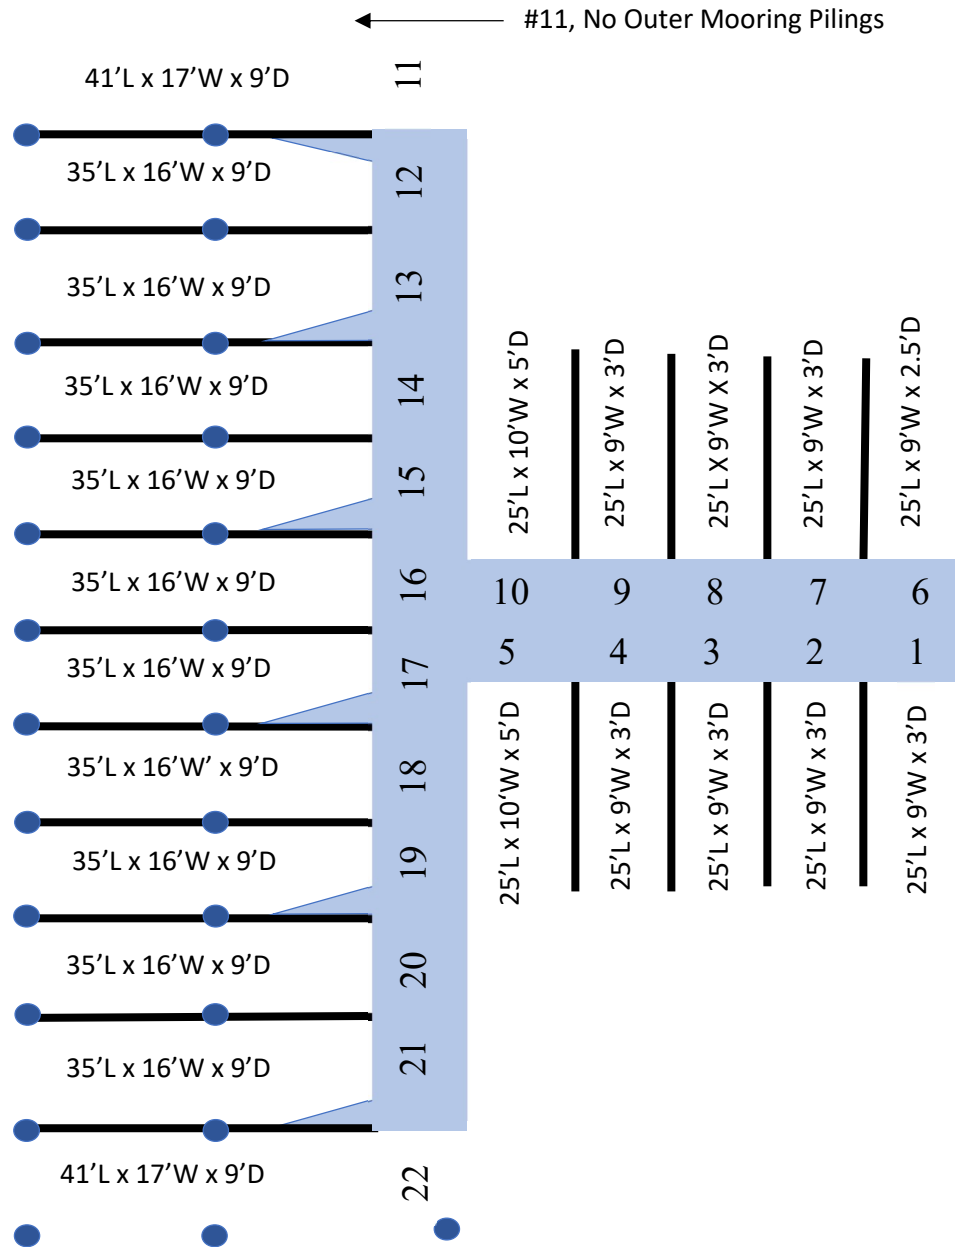 #11, No Outer Mooring Pilings
41’L x 17’W x 9’D
11
35’L x 16’W x 9’D
12
35’L x 16’W x 9’D
13
35’L x 16’W x 9’D
14
35’L x 16’W x 9’D
15
35’L x 16’W x 9’D
16
35’L x 16’W x 9’D
17
35’L x 16’W’ x 9’D
18
35’L x 16’W x 9’D
19
35’L x 16’W x 9’D
20
35’L x 16’W x 9’D
21
41’L x 17’W x 9’D
22
25’L x 10’W x 5’D
25’L x 9’W x 3’D
25’L X 9’W X 3’D
25’L x 9’W x 3’D
25’L x 9’W x 2.5’D
10 9 8 7 6
5 4 3 2 1
25’L x 10‘W x 5’D
25’L x 9’W x 3’D
25’L x 9’W x 3’D
25’L x 9’W x 3’D
25’L x 9’W x 3’D